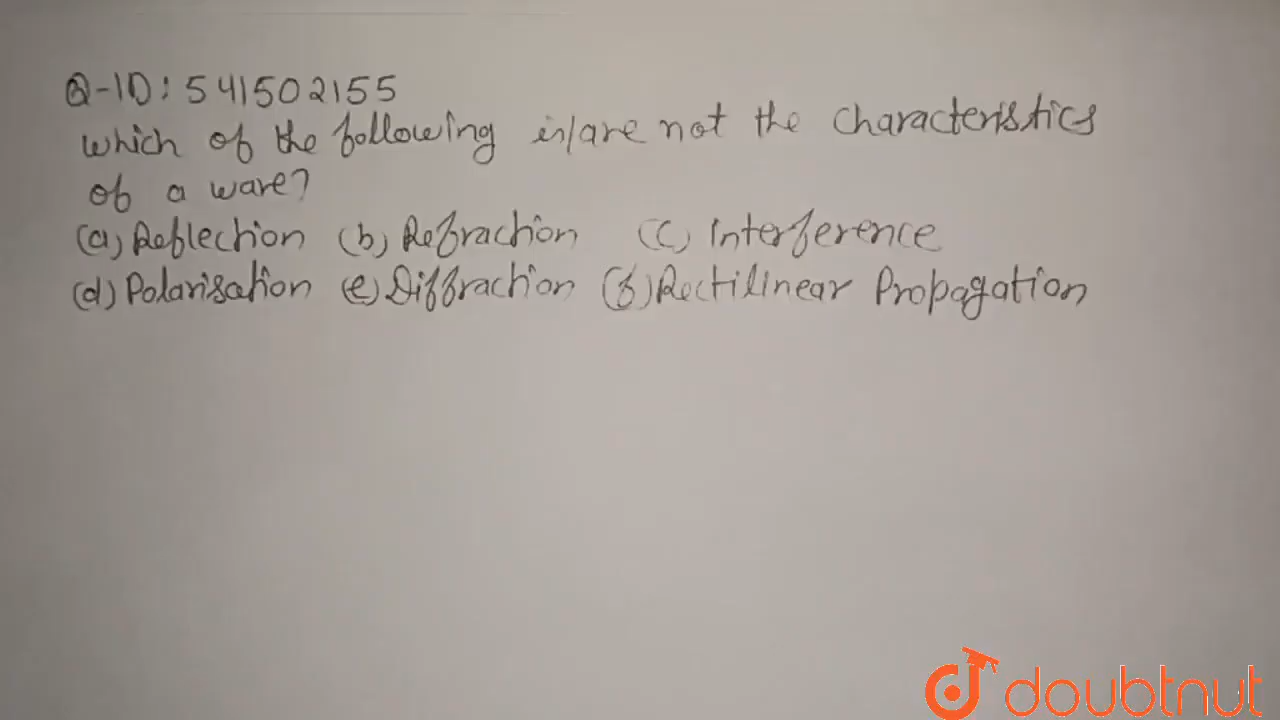 Q-ID: 541502155
Which of the following is/are not the characteristics
of a wave?
(a) Reflection (b) Refraction (c) Interference
(d) Polarisation (e) Diffraction (f) Rectilinear Propagation
doubtnut